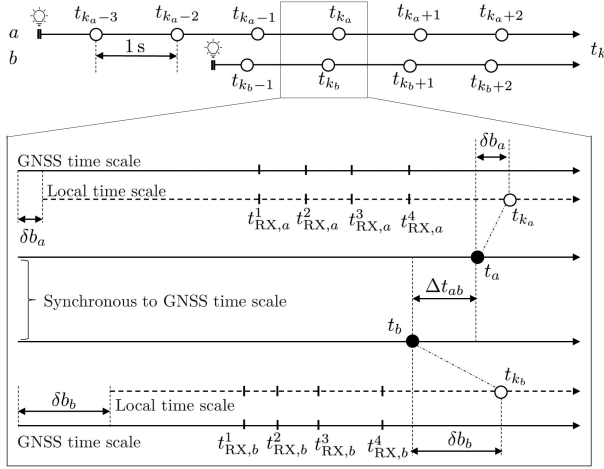 t_{k_a-3} t_{k_a-2} t_{k_a-1} t_{k_a} t_{k_a+1} t_{k_a+2}
a
1 s
b
t_k
t_{k_b-1} t_{k_b} t_{k_b+1} t_{k_b+2}
δb_a
GNSS time scale
Local time scale
t^1_{RX,a} t^2_{RX,a} t^3_{RX,a} t^4_{RX,a} t_{k_a}
δb_a
t_a
Synchronous to GNSS time scale Δt_{ab}
t_b
t_{k_b}
δb_b Local time scale
GNSS time scale t^1_{RX,b} t^2_{RX,b} t^3_{RX,b} t^4_{RX,b} δb_b